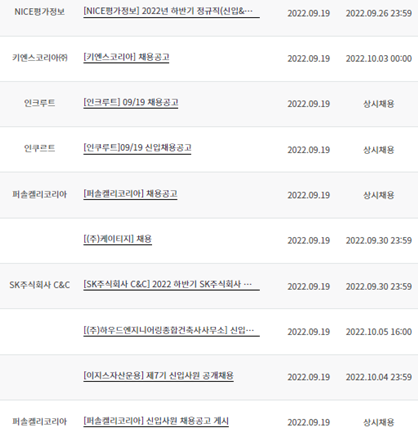 NICE평가정보 [NICE평가정보] 2022년 하반기 정규직(신입&⋯ 2022.09.19 2022.09.26 23:59
키엔스코리아㈜ [키엔스코리아] 채용공고 2022.09.19 2022.10.03 00:00
인크루트 [인크루트] 09/19 채용공고 2022.09.19 상시채용
인쿠르트 [인쿠르트]09/19 신입채용공고 2022.09.19 상시채용
퍼솔켈리코리아 [퍼솔켈리코리아] 채용공고 2022.09.19 상시채용
[(주)케이티지] 채용 2022.09.19 2022.09.30 23:59
SK주식회사 C&C [SK주식회사 C&C] 2022 하반기 SK주식회사 ⋯ 2022.09.19 2022.09.30 23:59
[(주)하우드엔지니어링종합건축사사무소] 신입⋯ 2022.09.19 2022.10.05 16:00
[이지스자산운용] 제7기 신입사원 공개채용 2022.09.19 2022.10.04 23:59
퍼솔켈리코리아 [퍼솔켈리코리아] 신입사원 채용공고 게시 2022.09.19 상시채용